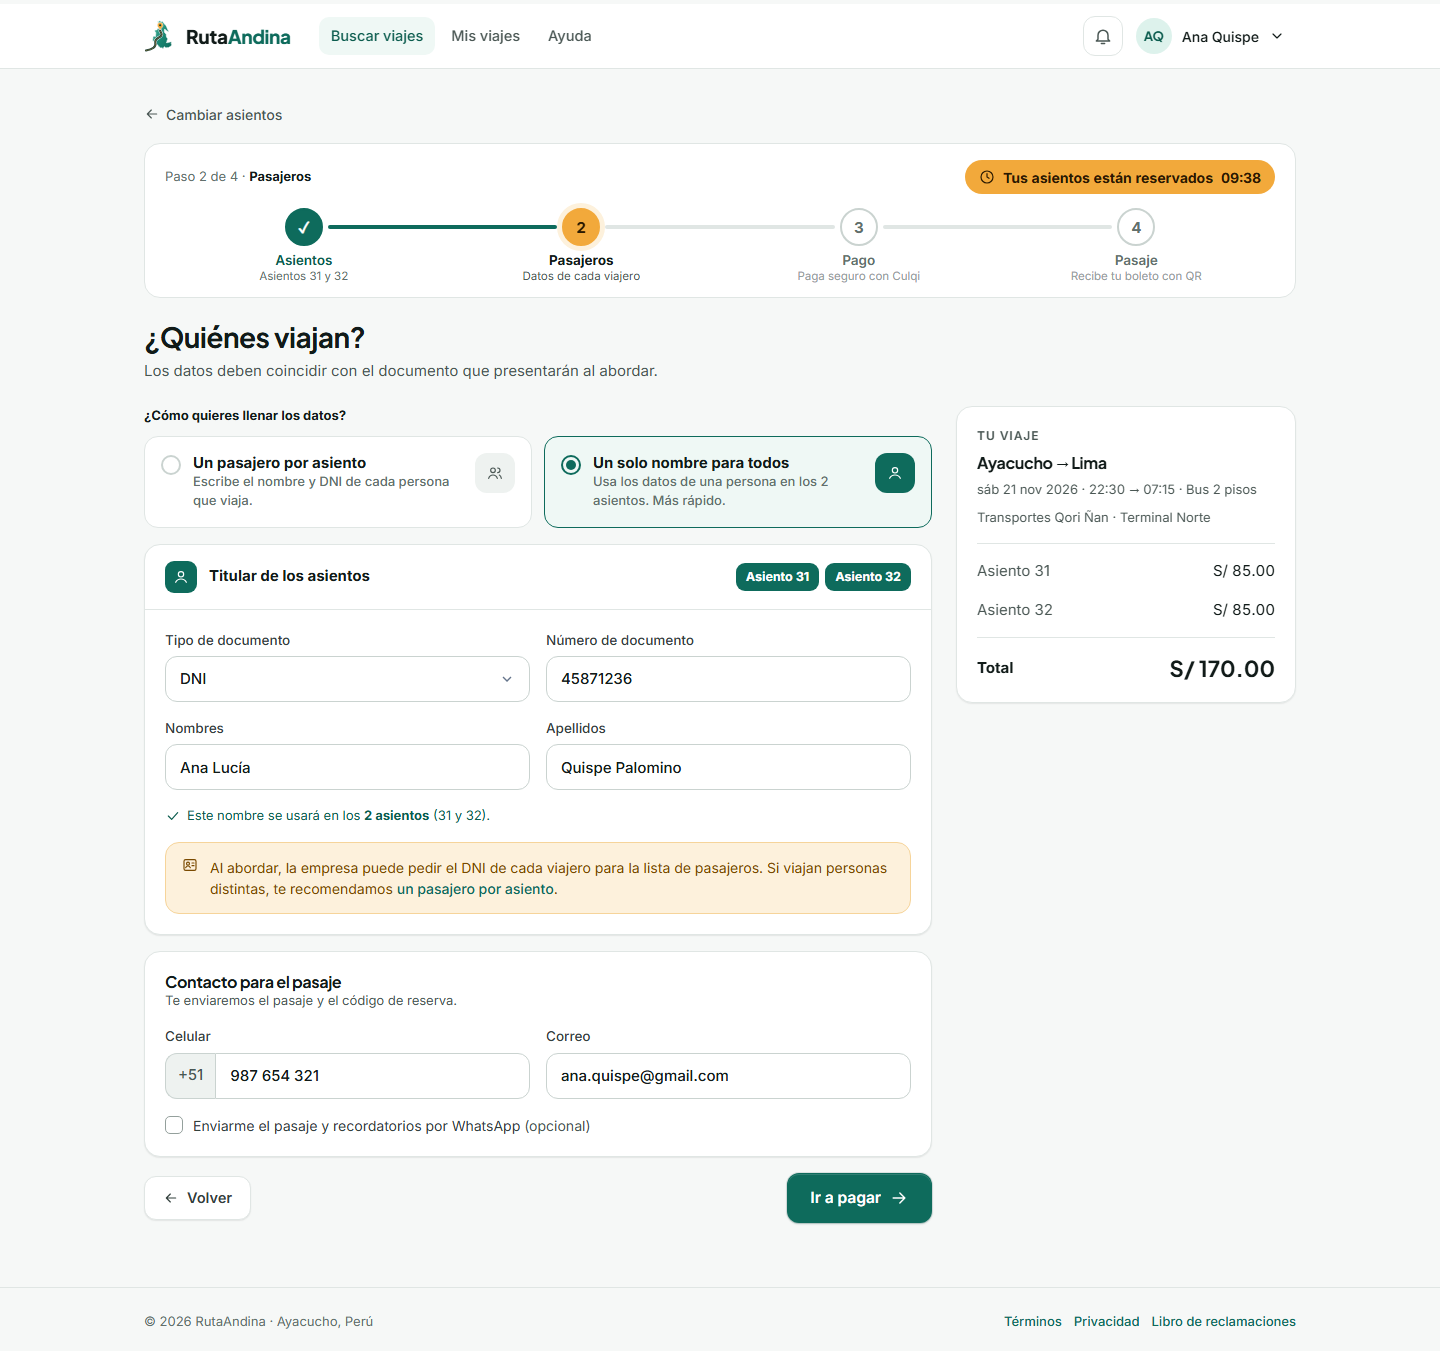 RutaAndina
Buscar viajes
Mis viajes
Ayuda
AQ
Ana Quispe
Cambiar asientos
Paso 2 de 4 · Pasajeros
Tus asientos están reservados 09:38
Asientos
Asientos 31 y 32
2
Pasajeros
Datos de cada viajero
3
Pago
Paga seguro con Culqi
4
Pasaje
Recibe tu boleto con QR
¿Quiénes viajan?
Los datos deben coincidir con el documento que presentarán al abordar.
¿Cómo quieres llenar los datos?
Un pasajero por asiento
Escribe el nombre y DNI de cada persona
que viaja.
Un solo nombre para todos
Usa los datos de una persona en los 2
asientos. Más rápido.
Titular de los asientos
Asiento 31
Asiento 32
Tipo de documento
DNI
Número de documento
45871236
Nombres
Ana Lucía
Apellidos
Quispe Palomino
Este nombre se usará en los 2 asientos (31 y 32).
Al abordar, la empresa puede pedir el DNI de cada viajero para la lista de pasajeros. Si viajan personas
distintas, te recomendamos un pasajero por asiento.
Contacto para el pasaje
Te enviaremos el pasaje y el código de reserva.
Celular
+51 987 654 321
Correo
ana.quispe@gmail.com
Enviarme el pasaje y recordatorios por WhatsApp (opcional)
Volver
Ir a pagar
TU VIAJE
Ayacucho → Lima
sáb 21 nov 2026 · 22:30 → 07:15 · Bus 2 pisos
Transportes Qori Ñan · Terminal Norte
Asiento 31 S/ 85.00
Asiento 32 S/ 85.00
Total S/ 170.00
© 2026 RutaAndina · Ayacucho, Perú
Términos
Privacidad
Libro de reclamaciones